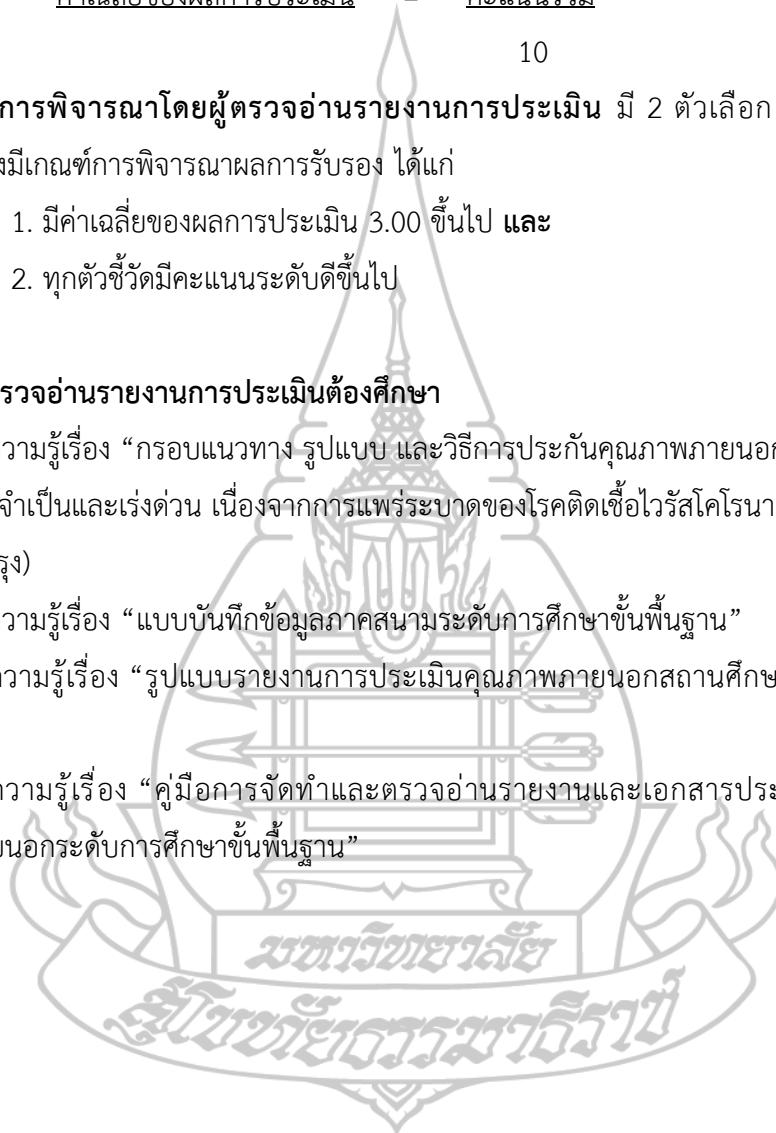 10
การพิจารณาโดยผู้ตรวจอ่านรายงานการประเมิน มี 2 ตัวเลือก
มีเกณฑ์การพิจารณาผลการรับรอง ได้แก่
1. มีค่าเฉลี่ยของผลการประเมิน 3.00 ขึ้นไป และ
2. ทุกตัวชี้วัดมีคะแนนระดับดีขึ้นไป
รวจอ่านรายงานการประเมินต้องศึกษา
วามรู้เรื่อง “กรอบแนวทาง รูปแบบ และวิธีการประกันคุณภาพภายนอก
จำเป็นและเร่งด่วน เนื่องจากการแพร่ระบาดของโรคติดเชื้อไวรัสโคโรนา
รุง)
วามรู้เรื่อง “แบบบันทึกข้อมูลภาคสนามระดับการศึกษาขั้นพื้นฐาน”
วามรู้เรื่อง “รูปแบบรายงานการประเมินคุณภาพภายนอกสถานศึกษ
วามรู้เรื่อง “คู่มือการจัดทำและตรวจอ่านรายงานและเอกสารประ
นอกระดับการศึกษาขั้นพื้นฐาน”
มหาวิทยาลัย
สุโขทัยธรรมาธิราช